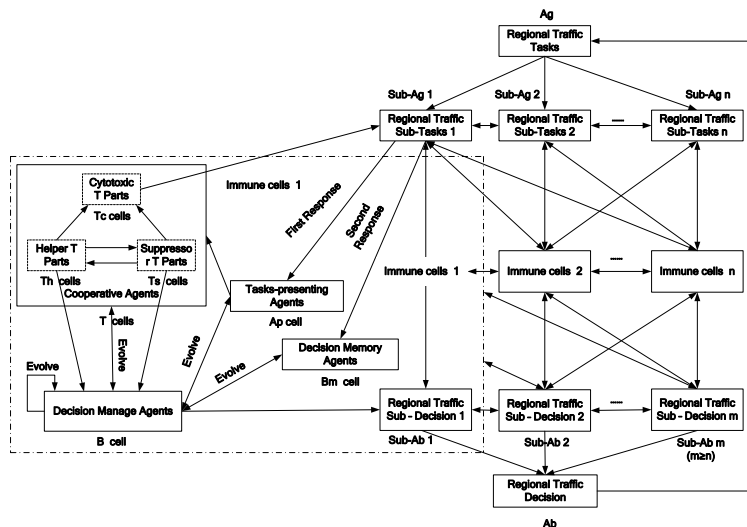 Ag
Regional Traffic
Tasks
Sub-Ag 1
Sub-Ag 2
Sub-Ag n
Regional Traffic
Sub-Tasks 1
Regional Traffic
Sub-Tasks 2
Regional Traffic
Sub-Tasks n
Cytotoxic
T Parts
Tc cells
Immune cells 1
First Response
Second
Response
Helper T
Parts
Suppresso
r T Parts
Th cells
Ts cells
Cooperative Agents
T cells
Tasks-presenting
Agents
Ap cell
Immune cells 1
Immune cells 2
......
Immune cells n
Evolve
Evolve
Evolve
Evolve
Decision Memory
Agents
Bm cell
Decision Manage Agents
B cell
Regional Traffic
Sub - Decision 1
Regional Traffic
Sub - Decision 2
......
Regional Traffic
Sub - Decision m
Sub-Ab 1
Sub-Ab 2
Sub-Ab m
(m≥n)
Regional Traffic
Decision
Ab